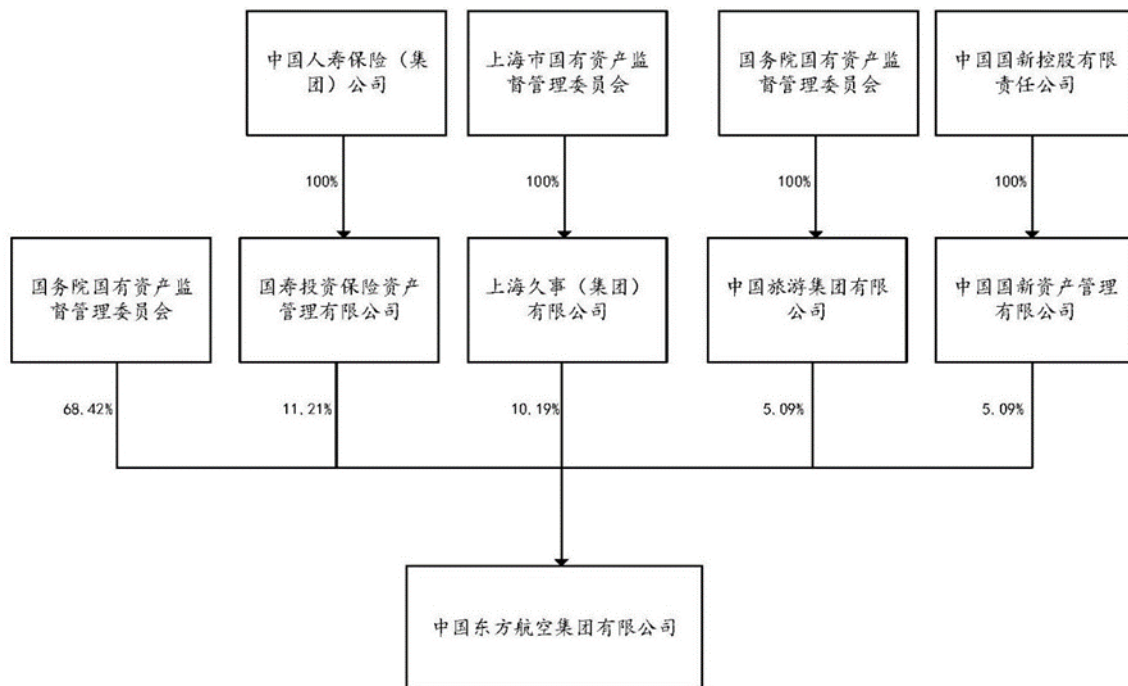 中国人寿保险（集
团）公司
上海市国有资产监
督管理委员会
国务院国有资产监
督管理委员会
中国国新控股有限
责任公司
100%
100%
100%
100%
国务院国有资产监
督管理委员会
国寿投资保险资产
管理有限公司
上海久事（集团）
有限公司
中国旅游集团有限
公司
中国国新资产管理
有限公司
68.42%
11.21%
10.19%
5.09%
5.09%
中国东方航空集团有限公司